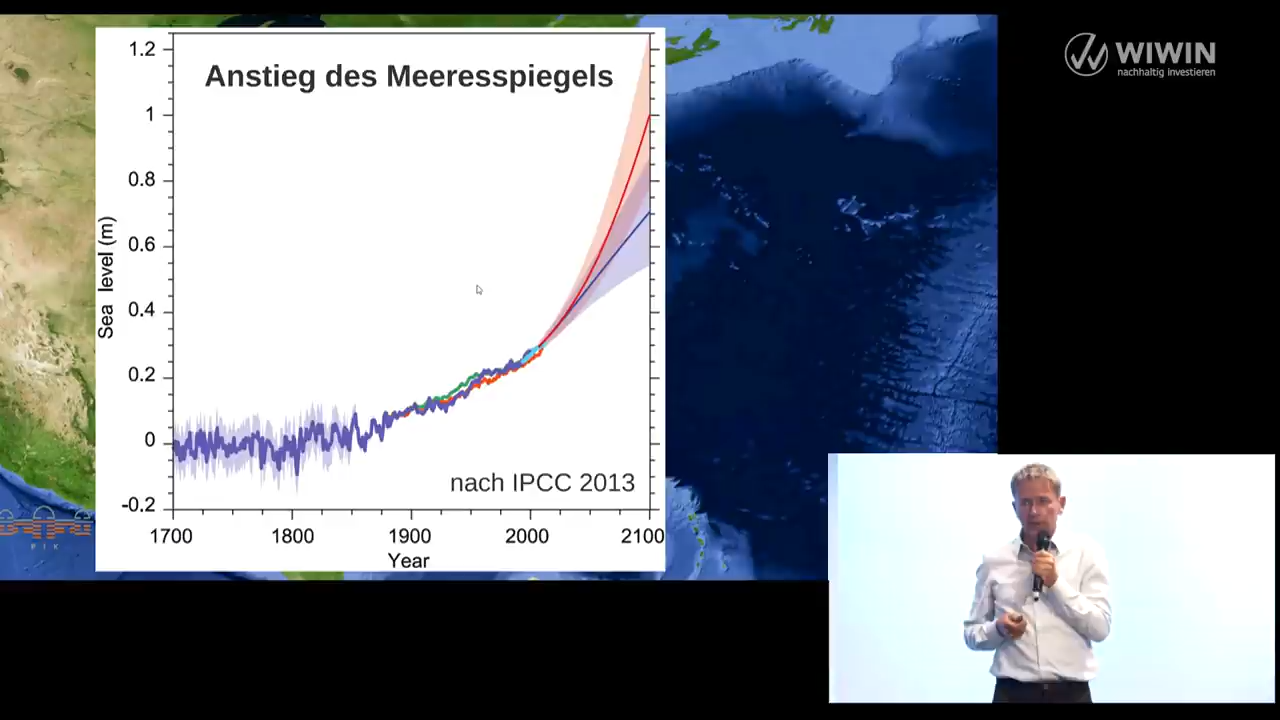 Anstieg des Meeresspiegels
1.2
1
0.8
0.6
0.4
0.2
0
-0.2
Sea level (m)
nach IPCC 2013
1700
1800
1900
2000
2100
Year
WIWIN
nachhaltig investieren
P I K